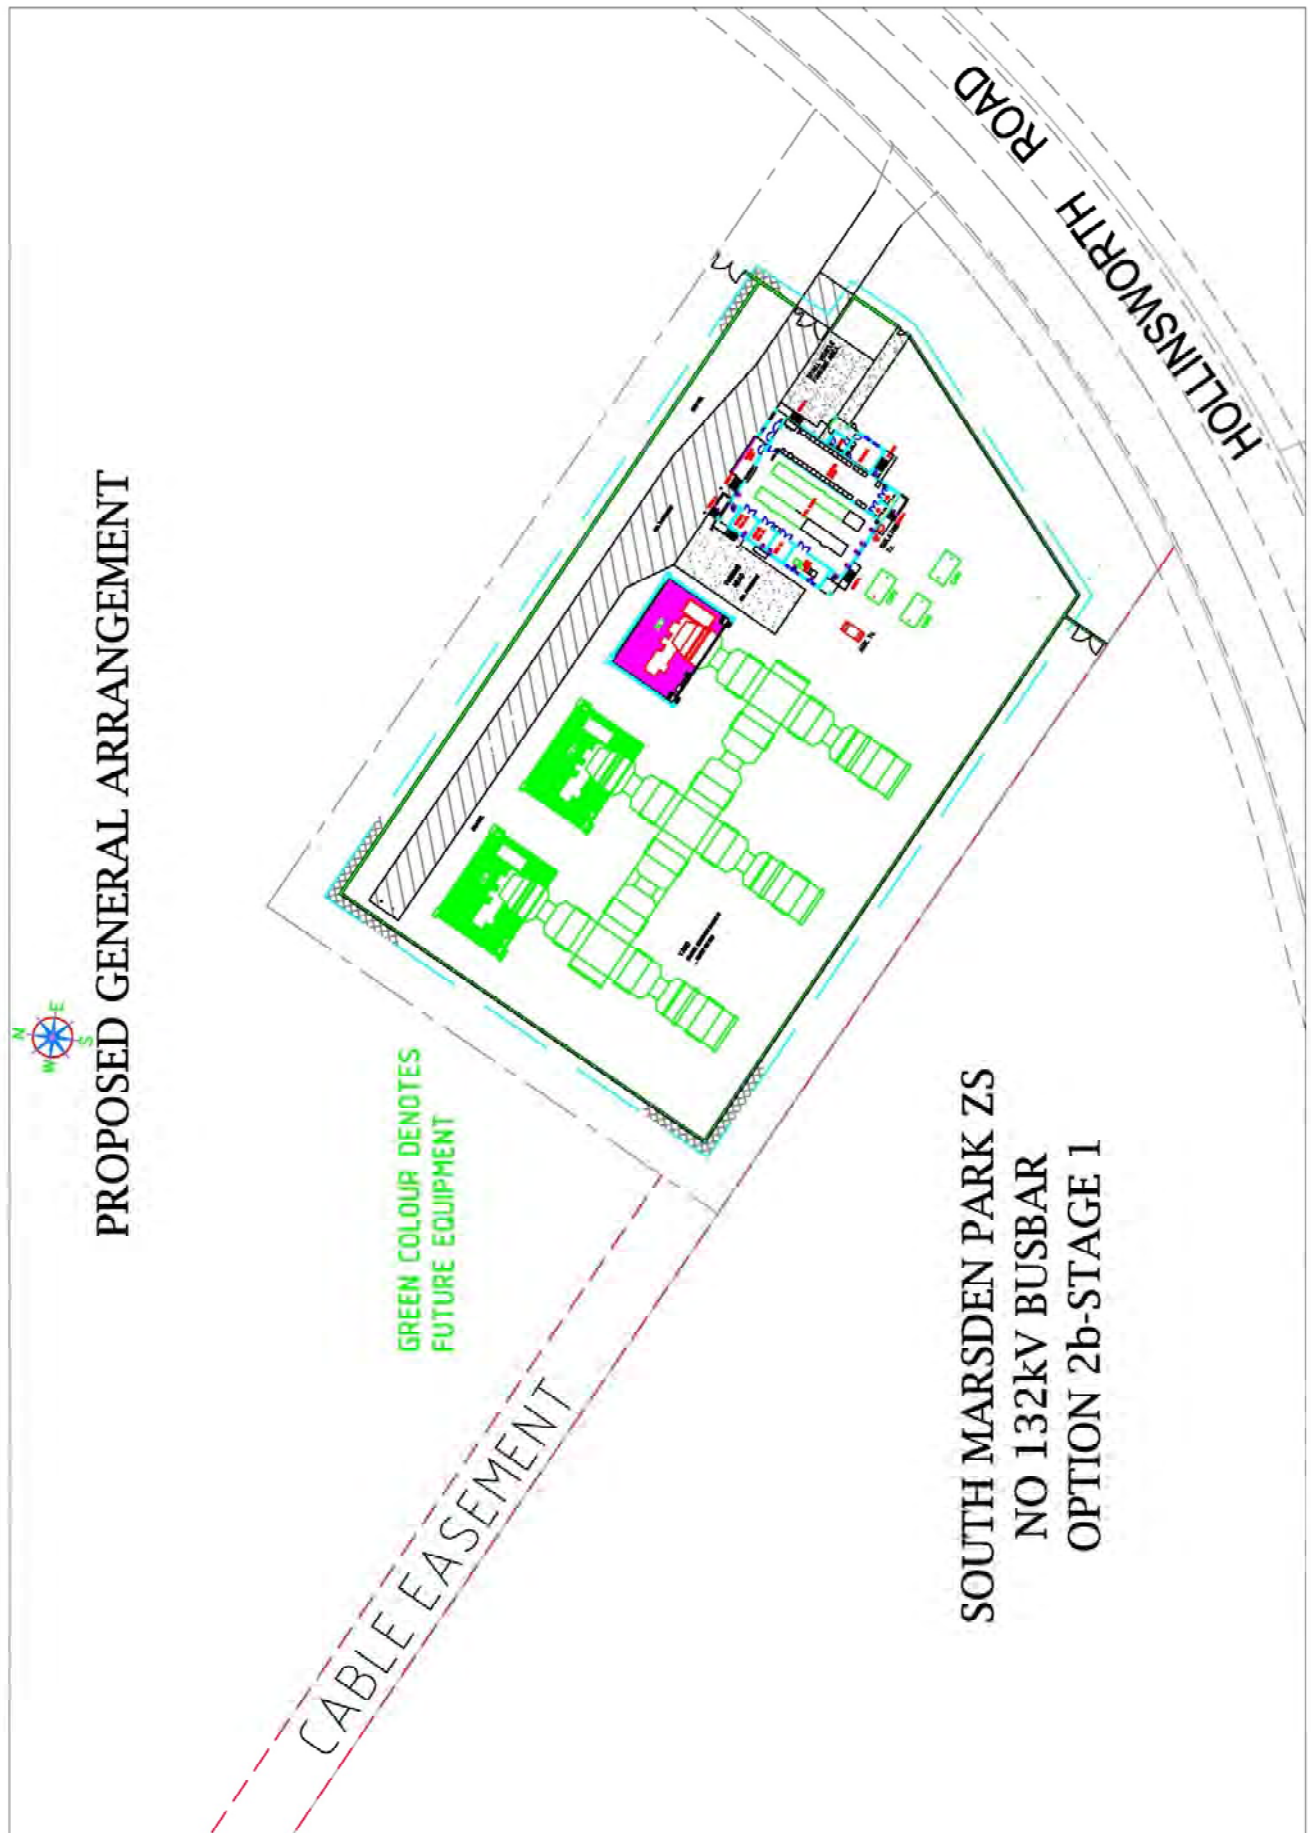 PROPOSED GENERAL ARRANGEMENT
N
E
S
W
HOLLINSWORTH ROAD
GREEN COLOUR DENOTES
FUTURE EQUIPMENT
CABLE EASEMENT
SOUTH MARSDEN PARK ZS
NO 132kV BUSBAR
OPTION 2b-STAGE 1